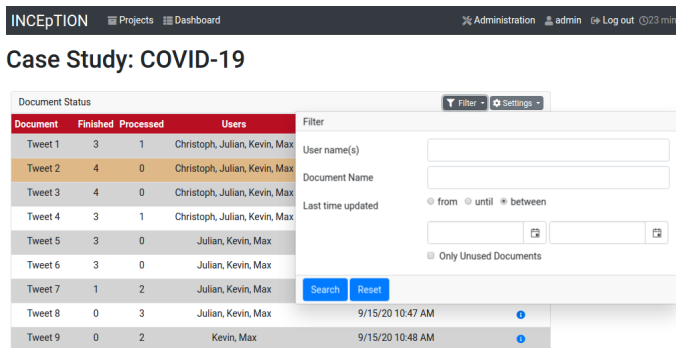 INCEpTION Projects Dashboard Administration admin Log out 23 min
Case Study: COVID-19
Document Status Filter Settings
Document Finished Processed Users
Tweet 1 3 1 Christoph, Julian, Kevin, Max
Tweet 2 4 0 Christoph, Julian, Kevin, Max
Tweet 3 4 0 Christoph, Julian, Kevin, Max
Tweet 4 3 1 Christoph, Julian, Kevin, Max
Tweet 5 3 0 Julian, Kevin, Max
Tweet 6 3 0 Julian, Kevin, Max
Tweet 7 1 2 Julian, Kevin, Max
Tweet 8 0 3 Julian, Kevin, Max 9/15/20 10:47 AM
Tweet 9 0 2 Kevin, Max 9/15/20 10:48 AM
Filter
User name(s)
Document Name
Last time updated from until between
Only Unused Documents
Search Reset